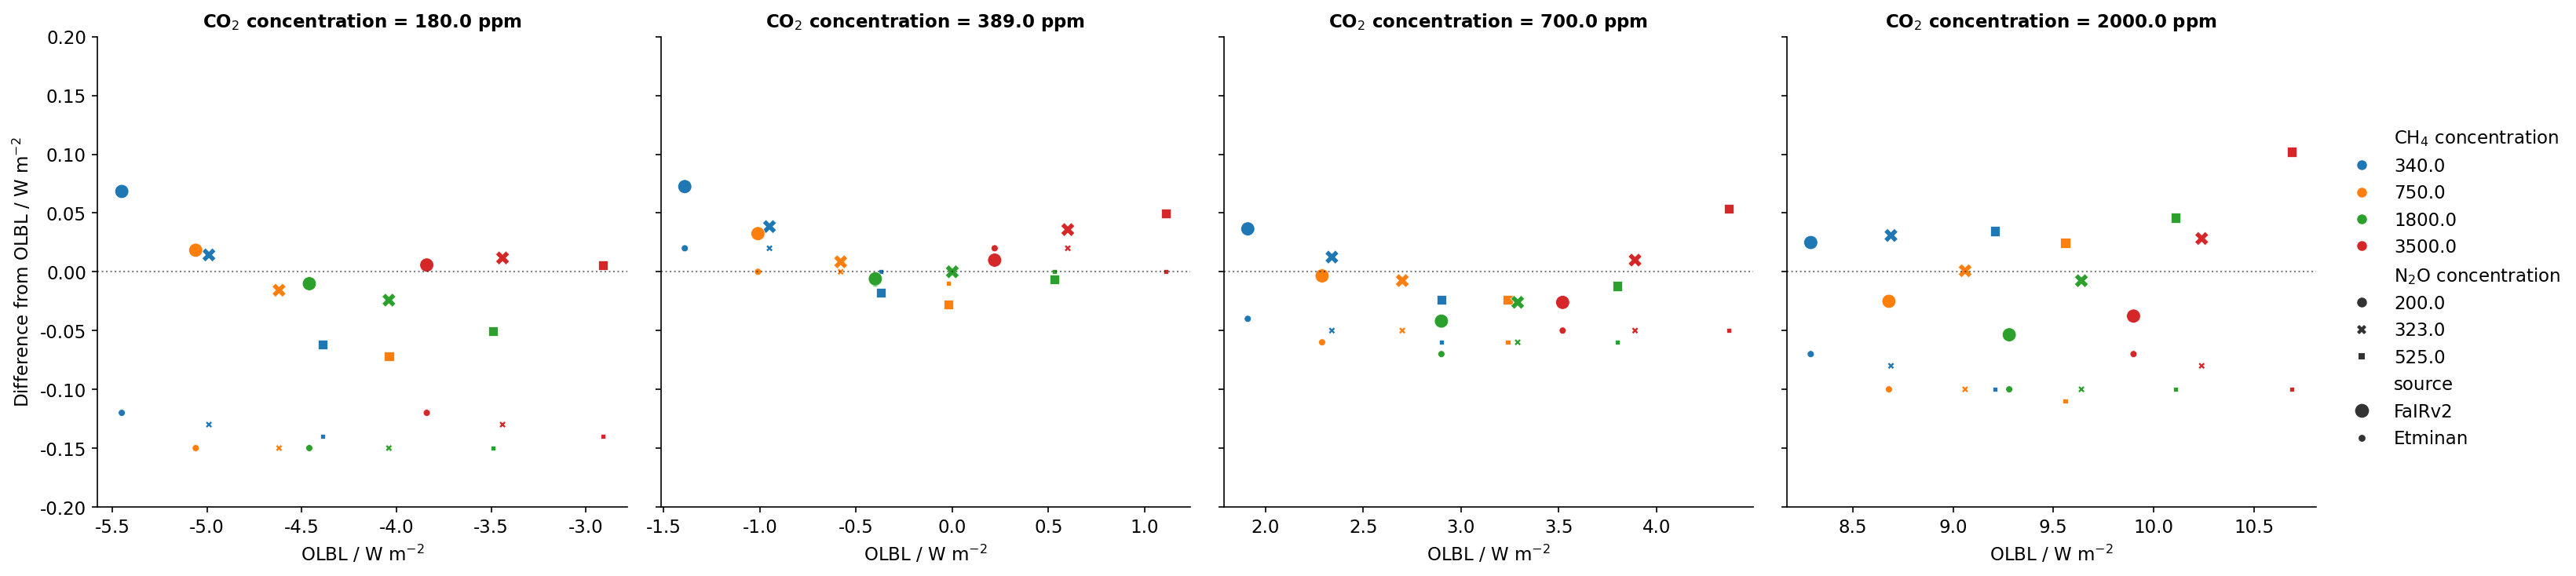 CO₂ concentration = 180.0 ppm
CO₂ concentration = 389.0 ppm
CO₂ concentration = 700.0 ppm
CO₂ concentration = 2000.0 ppm
Difference from OLBL / W m⁻²
0.20
0.15
0.10
0.05
0.00
-0.05
-0.10
-0.15
-0.20
-5.5 -5.0 -4.5 -4.0 -3.5 -3.0
OLBL / W m⁻²
-1.5 -1.0 -0.5 0.0 0.5 1.0
OLBL / W m⁻²
2.0 2.5 3.0 3.5 4.0
OLBL / W m⁻²
8.5 9.0 9.5 10.0 10.5
OLBL / W m⁻²
CH₄ concentration
340.0
750.0
1800.0
3500.0
N₂O concentration
200.0
323.0
525.0
source
FaIRv2
Etminan